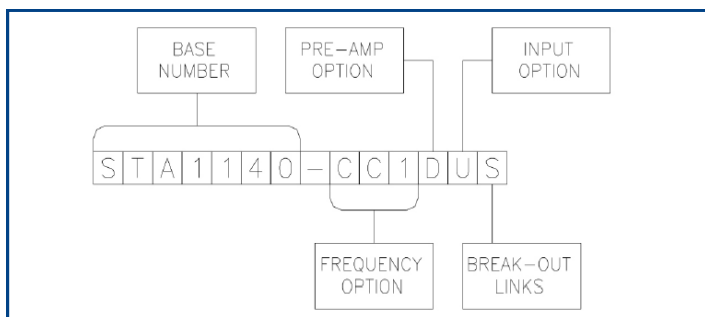 BASE
NUMBER
PRE-AMP
OPTION
INPUT
OPTION
STA1140-CC1DUS
FREQUENCY
OPTION
BREAK-OUT
LINKS